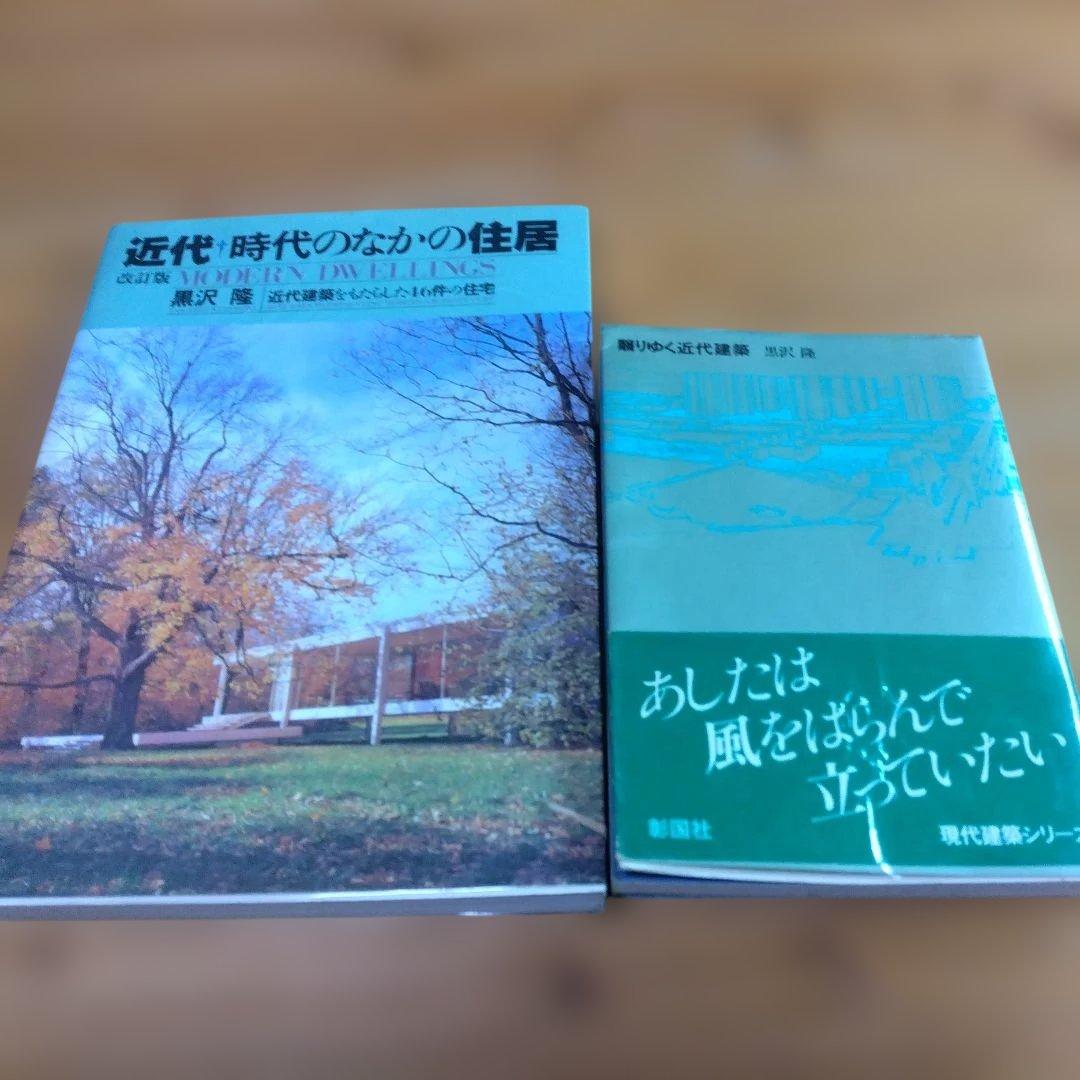 近代†時代のなかの住居
改訂版 MODERN DWELLINGS
黒沢 隆 近代建築をもたらした46件の住宅
翳りゆく近代建築 黒沢 隆
あしたは
風をはらんで
立っていたい
彰国社 現代建築シリーズ